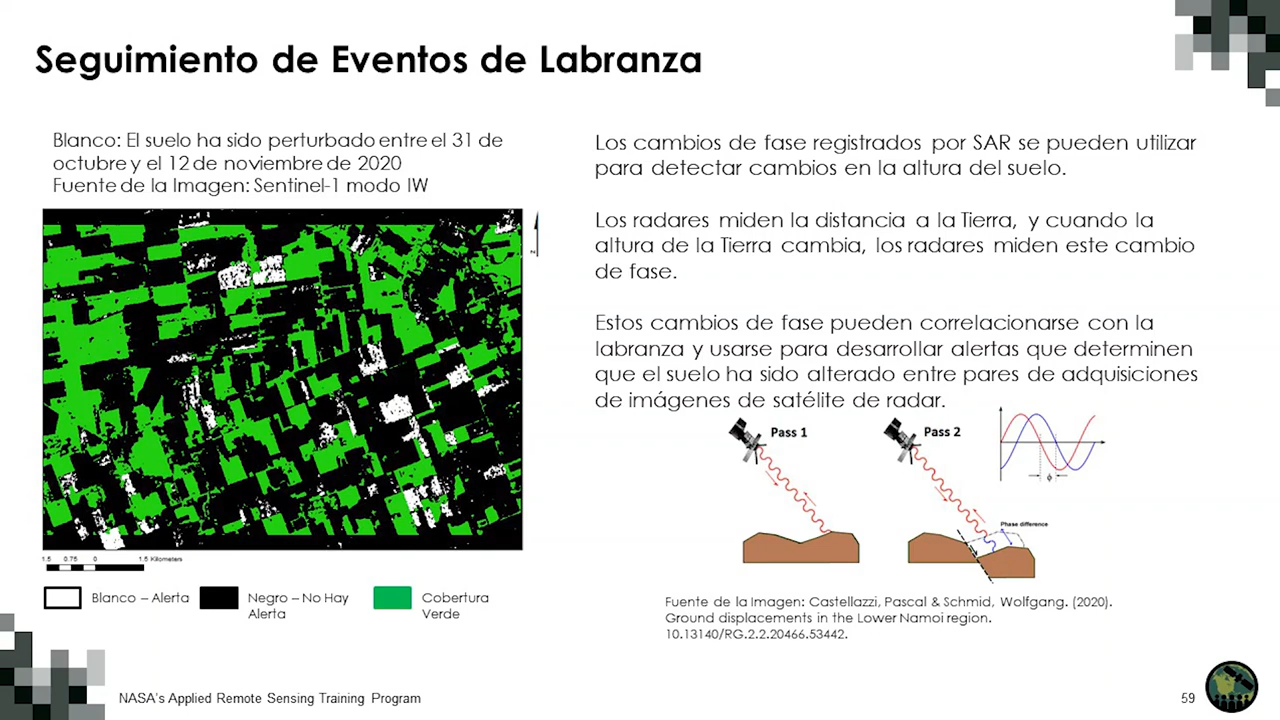 Seguimiento de Eventos de Labranza
Blanco: El suelo ha sido perturbado entre el 31 de
octubre y el 12 de noviembre de 2020
Fuente de la Imagen: Sentinel-1 modo IW
1.5 0.75 0 1.5 Kilometers
Blanco – Alerta
Negro – No Hay
Alerta
Cobertura
Verde
Los cambios de fase registrados por SAR se pueden utilizar
para detectar cambios en la altura del suelo.
Los radares miden la distancia a la Tierra, y cuando la
altura de la Tierra cambia, los radares miden este cambio
de fase.
Estos cambios de fase pueden correlacionarse con la
labranza y usarse para desarrollar alertas que determinen
que el suelo ha sido alterado entre pares de adquisiciones
de imágenes de satélite de radar.
Pass 1
Pass 2
ϕ
Phase difference
Fuente de la Imagen: Castellazzi, Pascal & Schmid, Wolfgang. (2020).
Ground displacements in the Lower Namoi region.
10.13140/RG.2.2.20466.53442.
NASA's Applied Remote Sensing Training Program
59